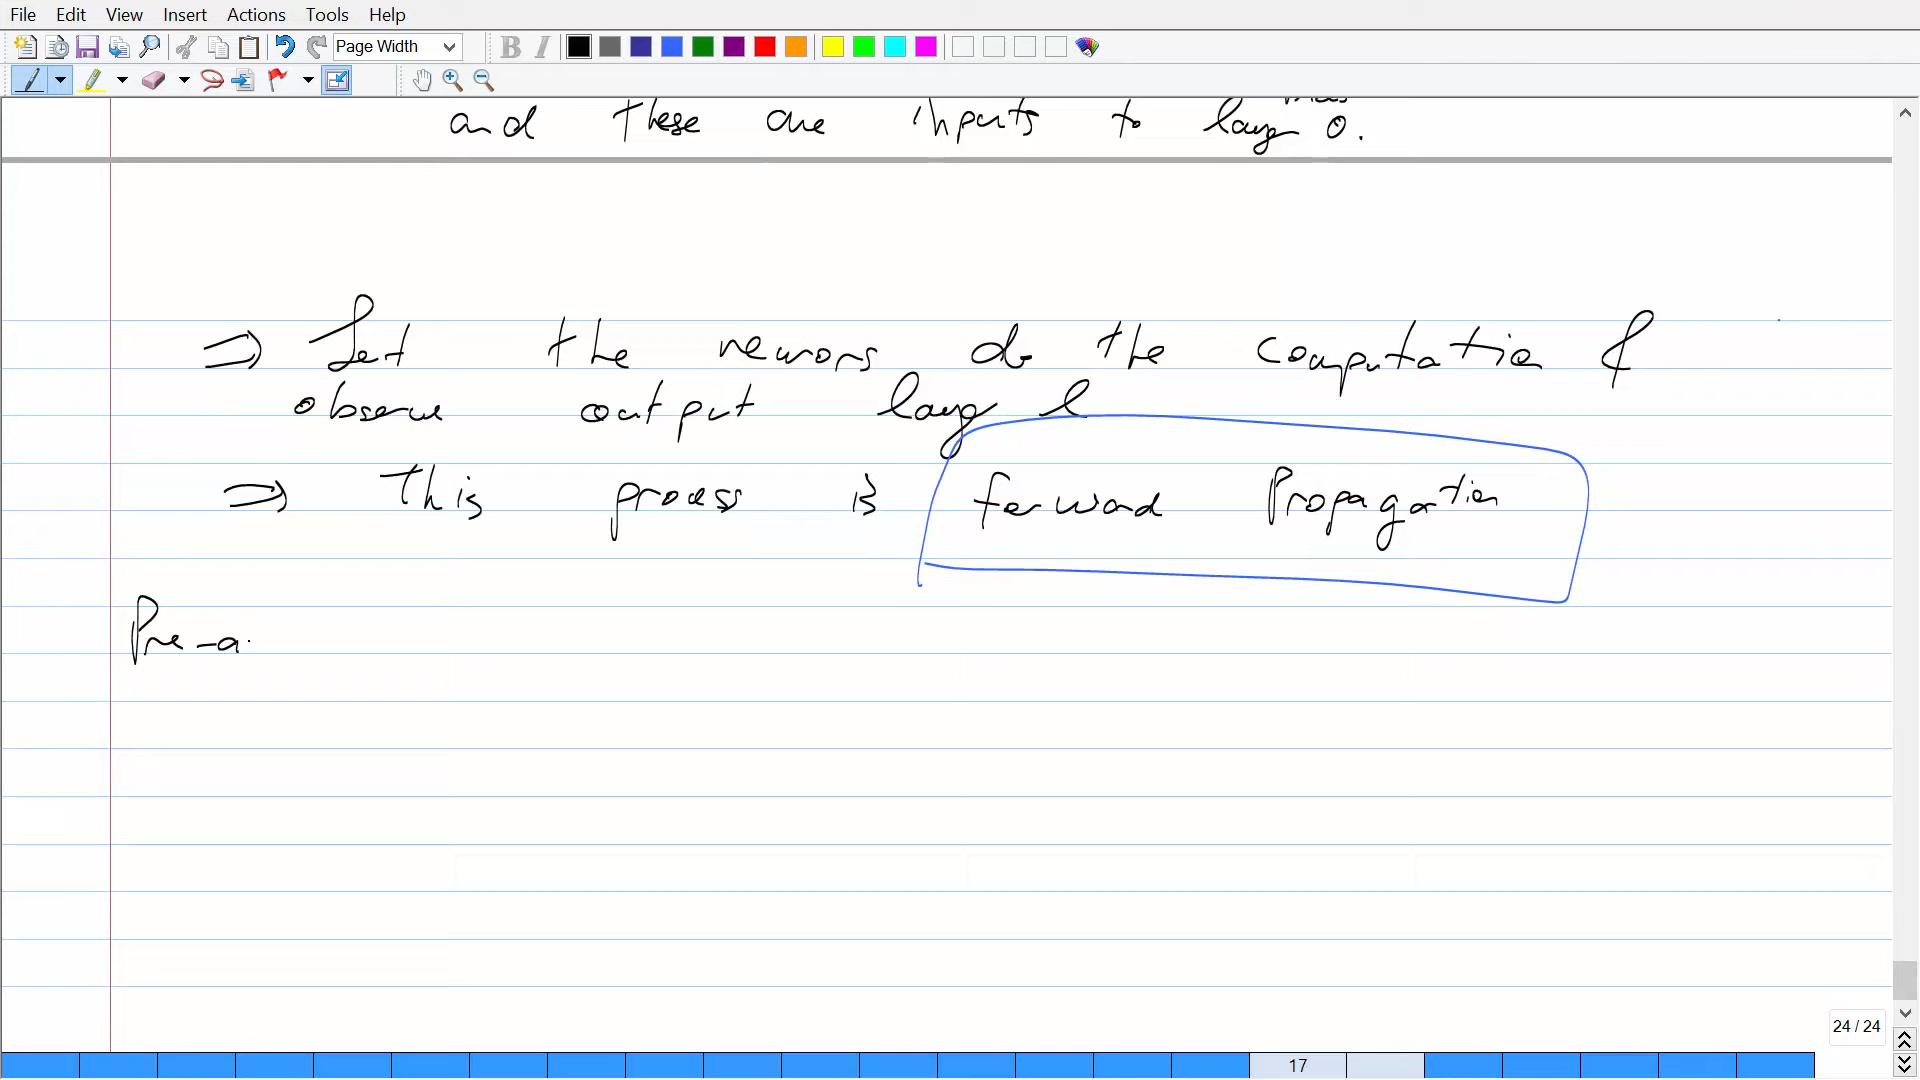 File Edit View Insert Actions Tools Help
Page Width
B I
and these are inputs to layer 0.
⇒ Let the neurons do the computation &
observe output layer l
⇒ This process is forward Propagation
Pre-a
24 / 24
17